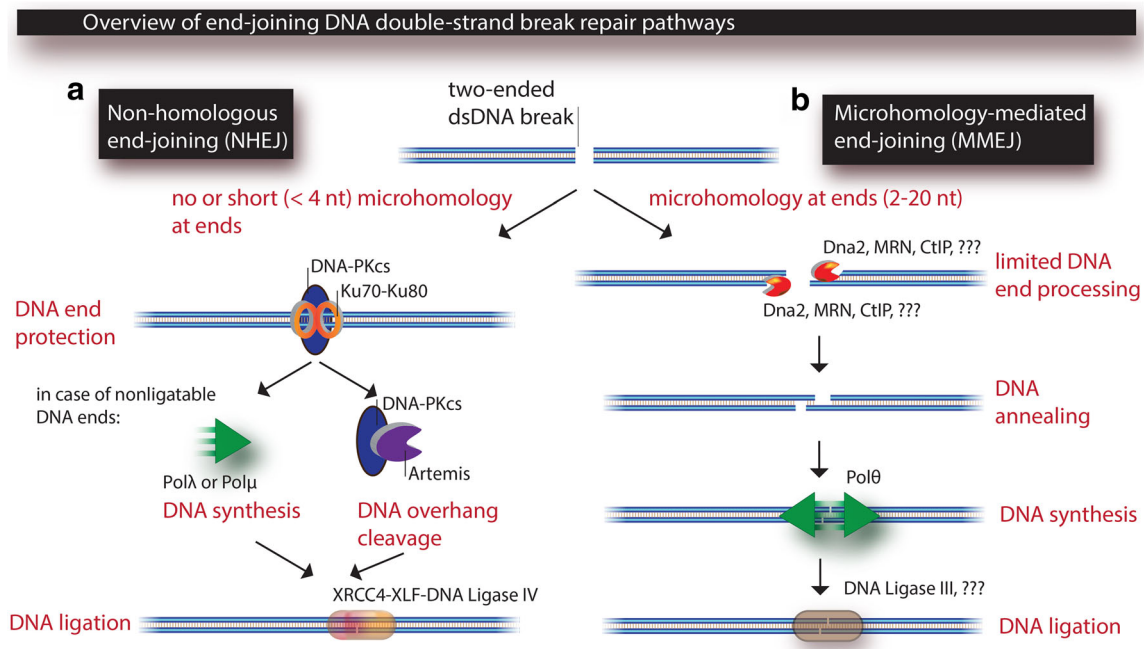 Overview of end-joining DNA double-strand break repair pathways
a
Non-homologous
end-joining (NHEJ)
two-ended
dsDNA break
b
Microhomology-mediated
end-joining (MMEJ)
no or short (< 4 nt) microhomology
at ends
microhomology at ends (2-20 nt)
DNA-PKcs
Ku70-Ku80
DNA end
protection
in case of nonligatable
DNA ends:
DNA-PKcs
Artemis
Polλ or Polμ
DNA synthesis
DNA overhang
cleavage
XRCC4-XLF-DNA Ligase IV
DNA ligation
Dna2, MRN, CtIP, ???
limited DNA
end processing
Dna2, MRN, CtIP, ???
DNA
annealing
Polθ
DNA synthesis
DNA Ligase III, ???
DNA ligation